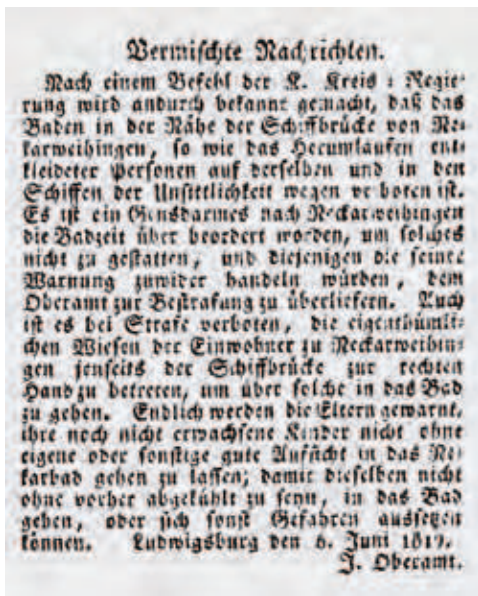 Vermischte Nachrichten.
Nach einem Befehl der K. Kreis : Regie-
rung wird andurch bekannt gemacht, daß das
Baden in der Nähe der Schiffbrücke von Ne-
karweihingen, so wie das Herumlaufen ent-
kleideter Personen auf derselben und in den
Schiffen der Unsittlichkeit wegen verboten ist.
Es ist ein Gensdarmes nach Neckarweihingen
die Badzeit über beordert worden, um solches
nicht zu gestatten, und diejenigen die seiner
Warnung zuwider handeln würden, dem
Oberamt zur Bestrafung zu überliefern. Auch
ist es bei Strafe verboten, die eigenthümli-
chen Wiesen der Einwohner zu Neckarweihin-
gen jenseits der Schiffbrücke zur rechten
Hand zu betreten, um über solche in das Bad
zu gehen. Endlich werden die Eltern gewarnt,
ihre noch nicht erwachsene Kinder nicht ohne
eigene oder sonstige gute Aufsicht in das Ne-
karbad gehen zu lassen; damit dieselben nicht
ohne vorher abgekühlt zu seyn, in das Bad
gehen, oder sich sonst Gefahren aussetzen
können. Ludwigsburg den 6. Juni
J. Oberamt.